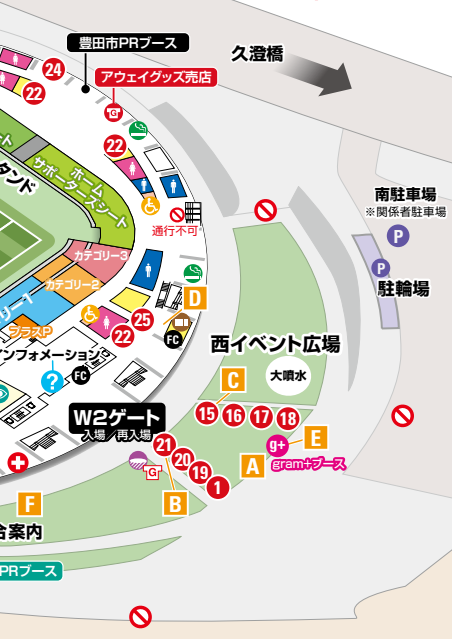 豊田市PRブース
久澄橋
24
アウェイグッズ売店
22
G
22
ート
ホーム
サポーターズシート
タンド
通行不可
南駐車場
※関係者駐車場
P
P
駐輪場
カテゴリー3
カテゴリー2
リー1
プラスP
D
25
22
FC
インフォメーション
?
FC
西イベント広場
大噴水
C
15
16
17
18
W2ゲート
入場／再入場
g+
E
gram+ブース
21
20
19
1
A
G
B
F
合案内
PRブース